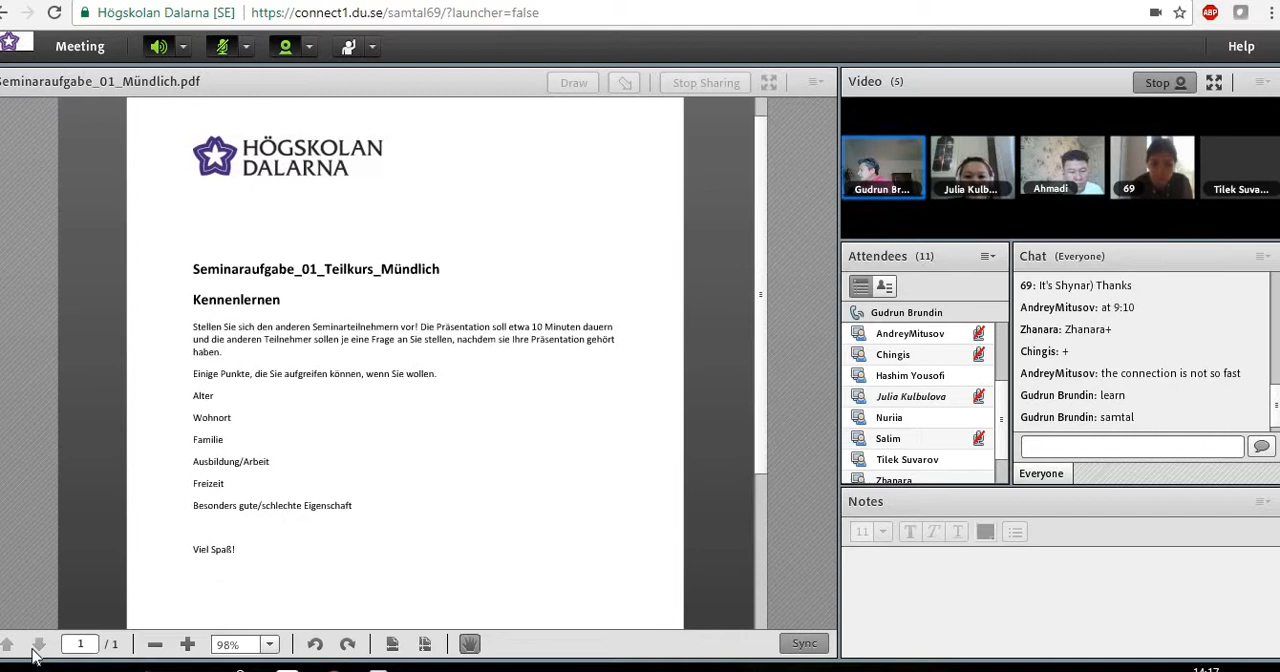 Högskolan Dalarna [SE] https://connect1.du.se/samtal69/?launcher=false
ABP
Meeting
Help
Seminaraufgabe_01_Mündlich.pdf
Draw
Stop Sharing
HÖGSKOLAN
DALARNA
Seminaraufgabe_01_Teilkurs_Mündlich
Kennenlernen
Stellen Sie sich den anderen Seminarteilnehmern vor! Die Präsentation soll etwa 10 Minuten dauern
und die anderen Teilnehmer sollen je eine Frage an Sie stellen, nachdem sie Ihre Präsentation gehört
haben.
Einige Punkte, die Sie aufgreifen können, wenn Sie wollen.
Alter
Wohnort
Familie
Ausbildung/Arbeit
Freizeit
Besonders gute/schlechte Eigenschaft
Viel Spaß!
1 / 1
98%
Sync
Video (5)
Stop
Gudrun Br...
Julia Kulb...
Ahmadi
69
Tilek Suva...
Attendees (11)
Gudrun Brundin
AndreyMitusov
Chingis
Hashim Yousofi
Julia Kulbulova
Nuriia
Salim
Tilek Suvarov
Zhanara
Chat (Everyone)
69: It's Shynar) Thanks
AndreyMitusov: at 9:10
Zhanara: Zhanara+
Chingis: +
AndreyMitusov: the connection is not so fast
Gudrun Brundin: learn
Gudrun Brundin: samtal
Everyone
Notes
11
T T T
14:17